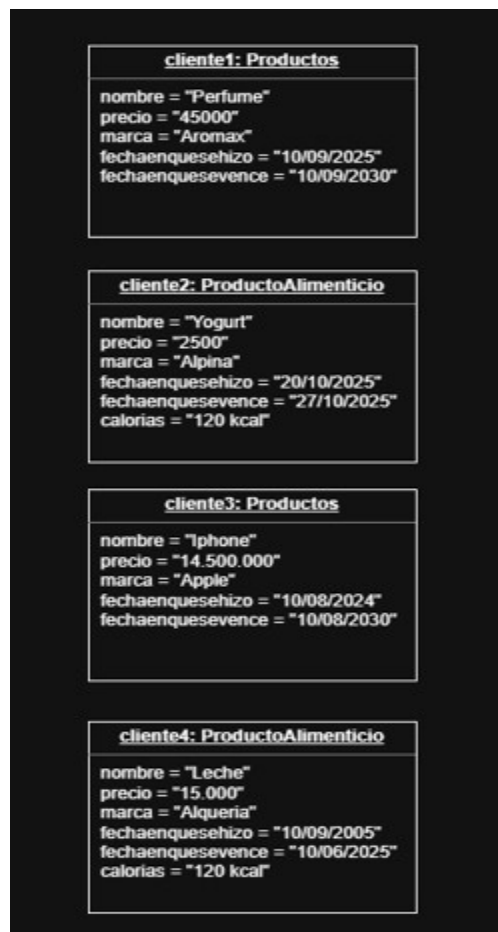 cliente1: Productos
nombre = "Perfume"
precio = "45000"
marca = "Aromax"
fechaenquesehizo = "10/09/2025"
fechaenquesevence = "10/09/2030"
cliente2: ProductoAlimenticio
nombre = "Yogurt"
precio = "2500"
marca = "Alpina"
fechaenquesehizo = "20/10/2025"
fechaenquesevence = "27/10/2025"
calorias = "120 kcal"
cliente3: Productos
nombre = "Iphone"
precio = "14.500.000"
marca = "Apple"
fechaenquesehizo = "10/08/2024"
fechaenquesevence = "10/08/2030"
cliente4: ProductoAlimenticio
nombre = "Leche"
precio = "15.000"
marca = "Alqueria"
fechaenquesehizo = "10/09/2005"
fechaenquesevence = "10/06/2025"
calorias = "120 kcal"